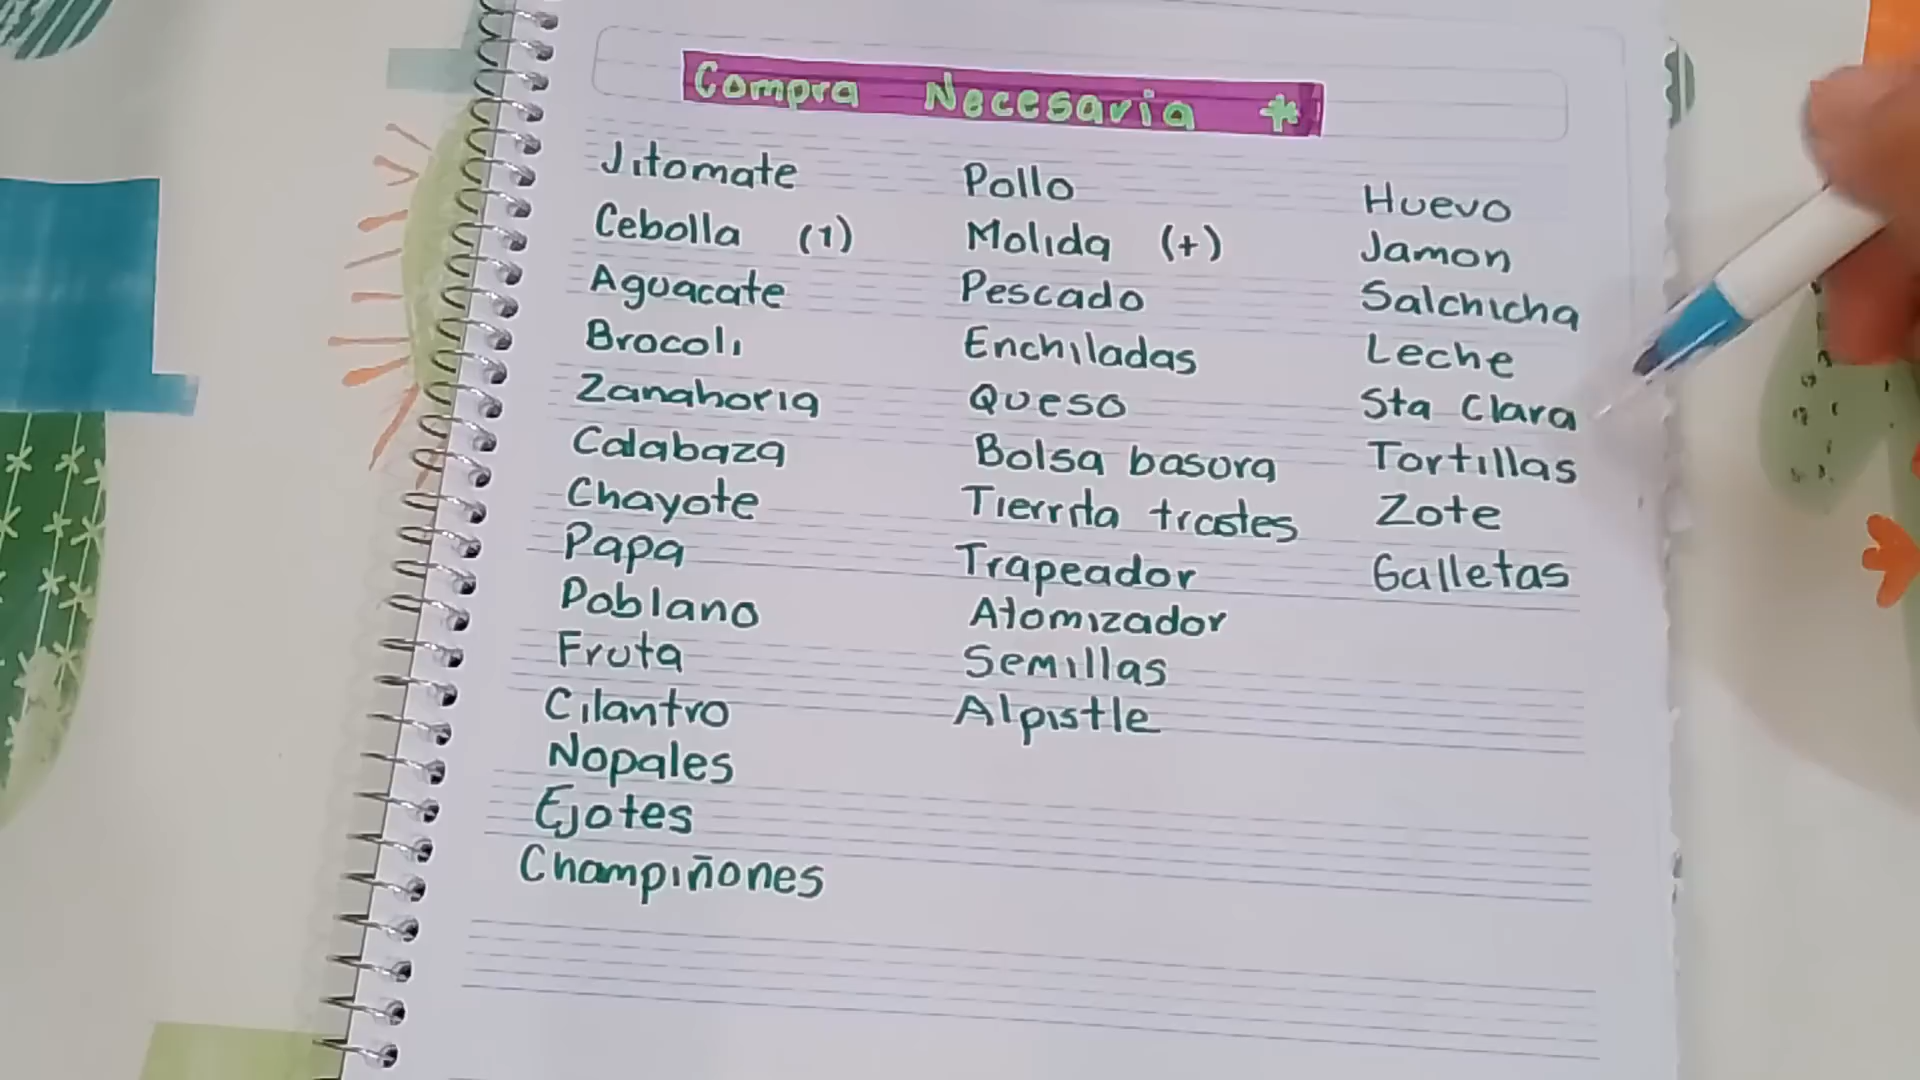 Compra Necesaria *
Jitomate
Cebolla (1)
Aguacate
Brocoli
Zanahoria
Calabaza
Chayote
Papa
Poblano
Fruta
Cilantro
Nopales
Ejotes
Champiñones
Pollo
Molida (+)
Pescado
Enchiladas
Queso
Bolsa basura
Tierrita trastes
Trapeador
Atomizador
Semillas
Alpistle
Huevo
Jamon
Salchicha
Leche
Sta Clara
Tortillas
Zote
Galletas